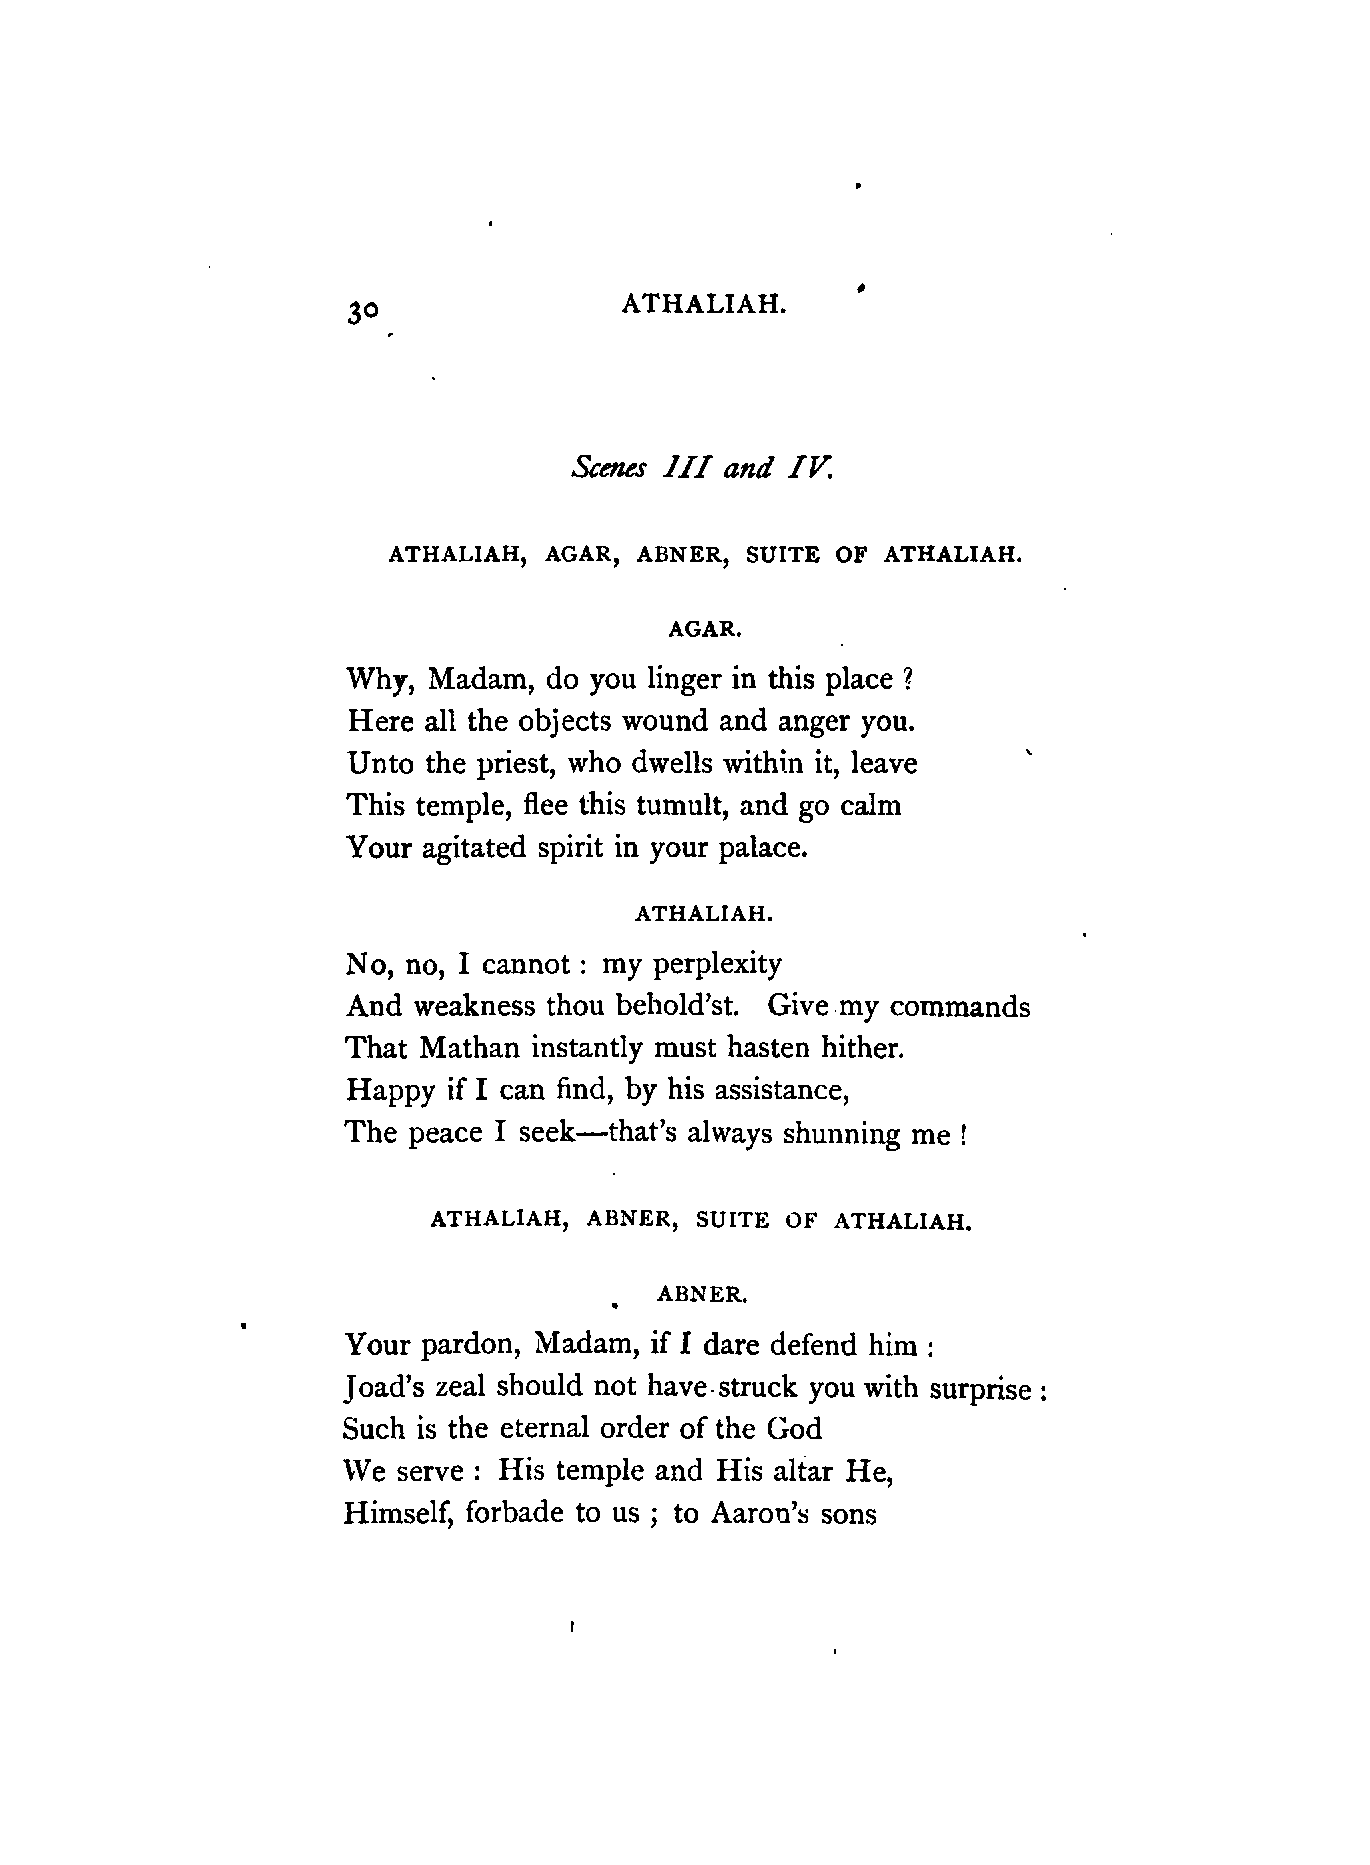 30 ATHALIAH.
Scenes III and IV.
ATHALIAH, AGAR, ABNER, SUITE OF ATHALIAH.
AGAR.
Why, Madam, do you linger in this place ?
Here all the objects wound and anger you.
Unto the priest, who dwells within it, leave
This temple, flee this tumult, and go calm
Your agitated spirit in your palace.
ATHALIAH.
No, no, I cannot : my perplexity
And weakness thou behold'st. Give my commands
That Mathan instantly must hasten hither.
Happy if I can find, by his assistance,
The peace I seek—that's always shunning me !
ATHALIAH, ABNER, SUITE OF ATHALIAH.
ABNER.
Your pardon, Madam, if I dare defend him :
Joad's zeal should not have struck you with surprise :
Such is the eternal order of the God
We serve : His temple and His altar He,
Himself, forbade to us ; to Aaron's sons